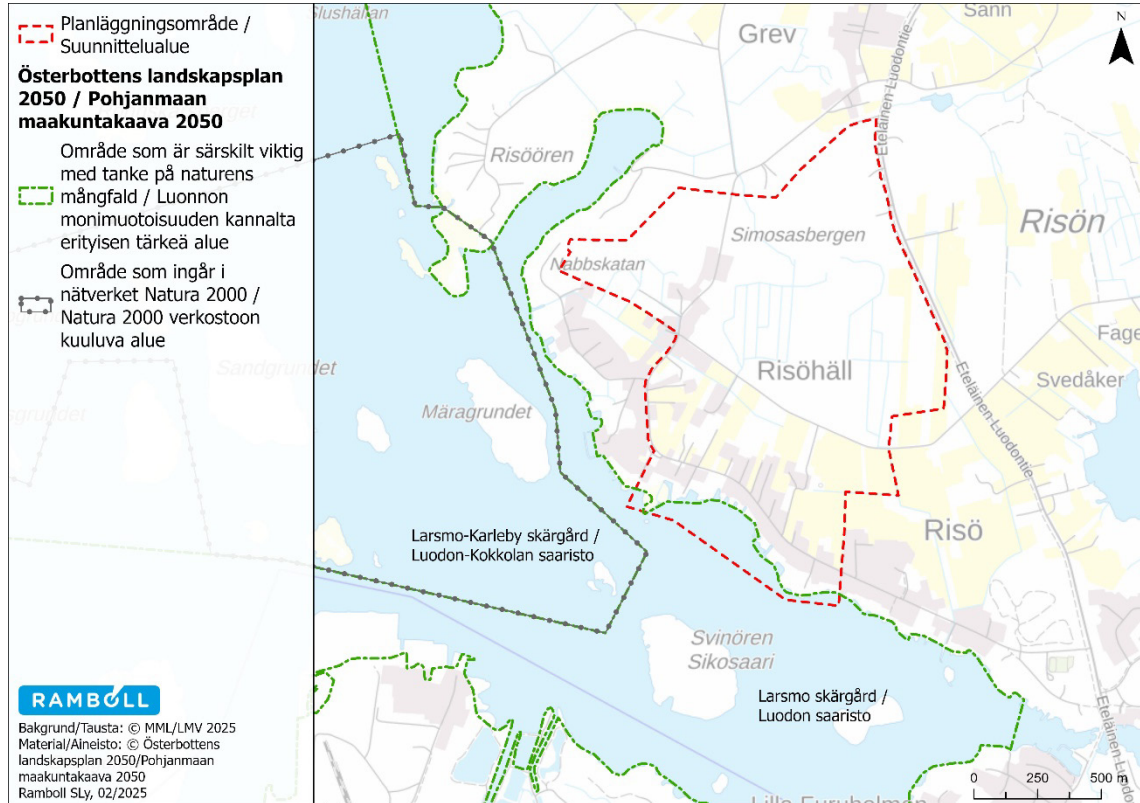 Planläggningsområde /
Suunnittelualue
Österbottens landskapsplan
2050 / Pohjanmaan
maakuntakaava 2050
Område som är särskilt viktig
med tanke på naturens
mångfald / Luonnon
monimuotoisuuden kannalta
erityisen tärkeä alue
Område som ingår i
nätverket Natura 2000 /
Natura 2000 verkostoon
kuuluva alue
RAMBOLL
Bakgrund/Tausta: © MML/LMV 2025
Material/Aineisto: © Österbottens
landskapsplan 2050/Pohjanmaan
maakuntakaava 2050
Ramboll SLy, 02/2025
Slushällan
Grev
Sann
N
Eteläinen Luodontie
Risöören
Risön
Simosasbergen
Nabbskatan
Fage
Sandgrundet
Risöhäll
Svedåker
Märagrundet
Eteläinen Luodontie
Larsmo-Karleby skärgård /
Luodon-Kokkolan saaristo
Risö
Svinören
Sikosaari
Larsmo skärgård /
Luodon saaristo
Eteläinen Luodontie
0 250 500 m